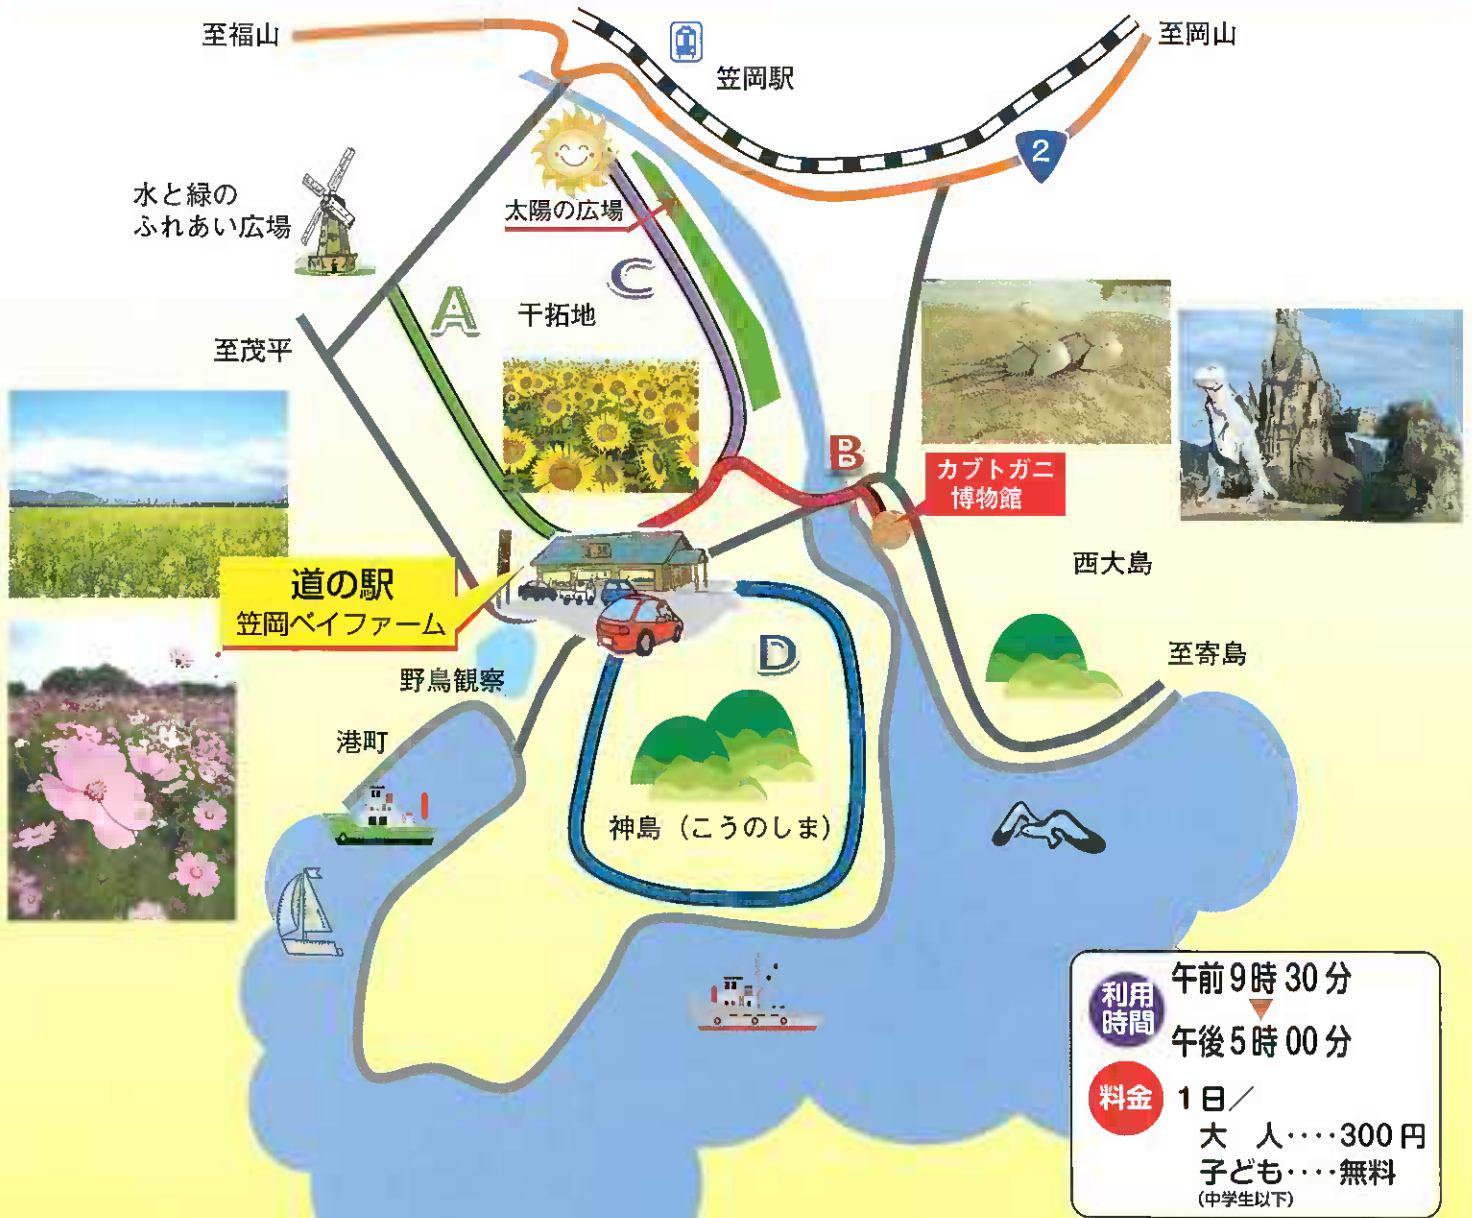 至福山
笠岡駅
至岡山
2
水と緑の
ふれあい広場
太陽の広場
C
A
干拓地
至茂平
B
カブトガニ
博物館
西大島
道の駅
笠岡ベイファーム
野鳥観察
D
至寄島
港町
神島（こうのしま）
利用
時間
午前9時30分
午後5時00分
料金
1日／
大　人‥‥300円
子ども‥‥無料
(中学生以下)